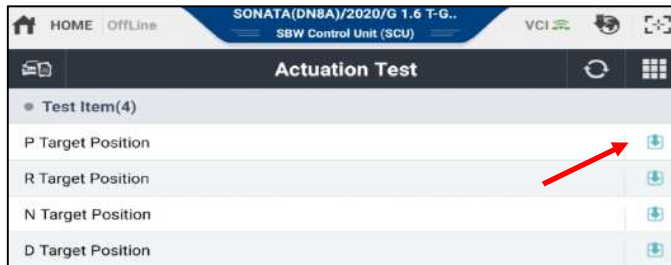 HOME OffLine
SONATA(DN8A)/2020/G 1.6 T-G..
SBW Control Unit (SCU)
VCI
Actuation Test
Test Item(4)
P Target Position
R Target Position
N Target Position
D Target Position